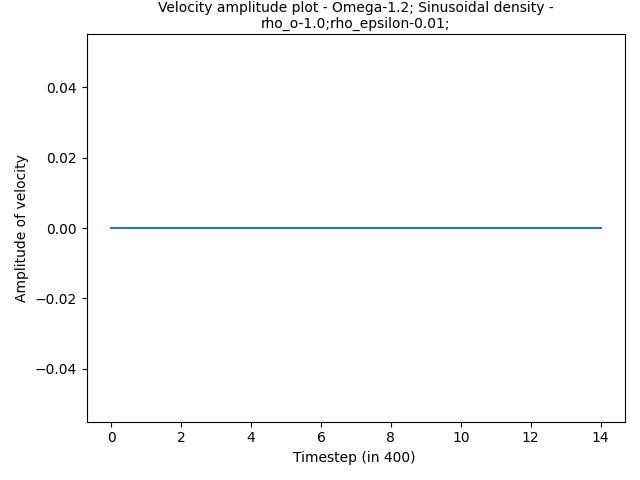 Velocity amplitude plot - Omega-1.2; Sinusoidal density -
rho_o-1.0;rho_epsilon-0.01;
Amplitude of velocity
0.04
0.02
0.00
−0.02
−0.04
0 2 4 6 8 10 12 14
Timestep (in 400)